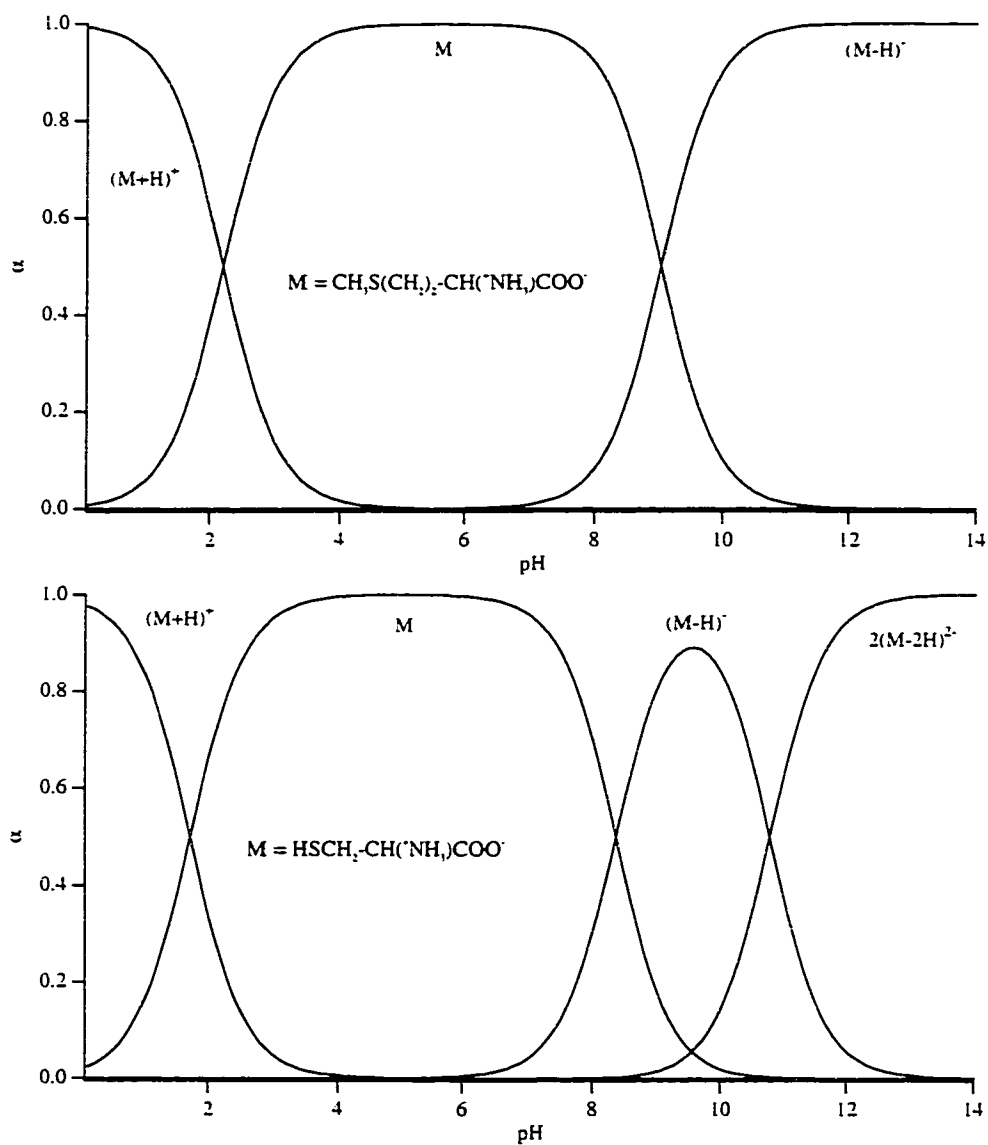 1.0
0.8
0.6
0.4
0.2
0.0
α
(M+H)⁺
M
(M-H)⁻
M = CH₃S(CH₂)₂-CH(⁺NH₃)COO⁻
2 4 6 8 10 12 14
pH
1.0
0.8
0.6
0.4
0.2
0.0
α
(M+H)⁺
M
(M-H)⁻
2(M-2H)²⁻
M = HSCH₂-CH(⁺NH₃)COO⁻
2 4 6 8 10 12 14
pH